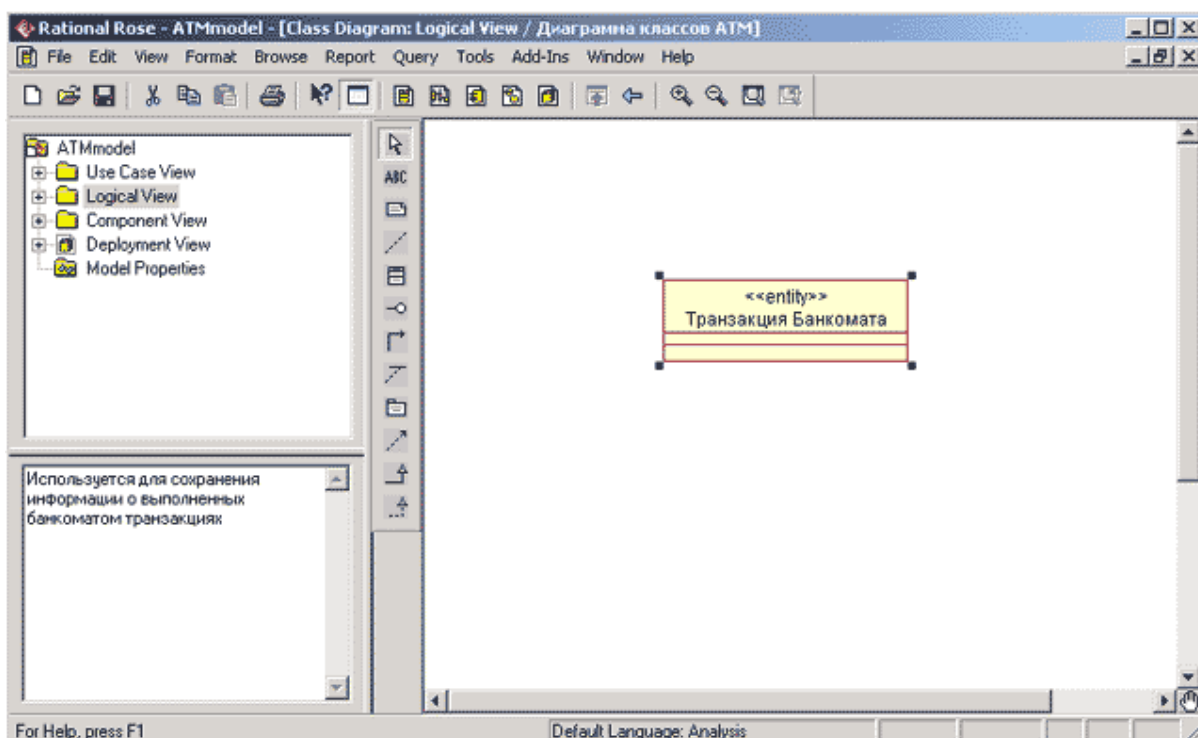 Rational Rose - ATMmodel - [Class Diagram: Logical View / Диаграмма классов ATM]
File Edit View Format Browse Report Query Tools Add-Ins Window Help
ATMmodel
Use Case View
Logical View
Component View
Deployment View
Model Properties
ABC
<<entity>>
Транзакция Банкомата
Используется для сохранения
информации о выполненных
банкоматом транзакциях
For Help, press F1
Default Language: Analysis